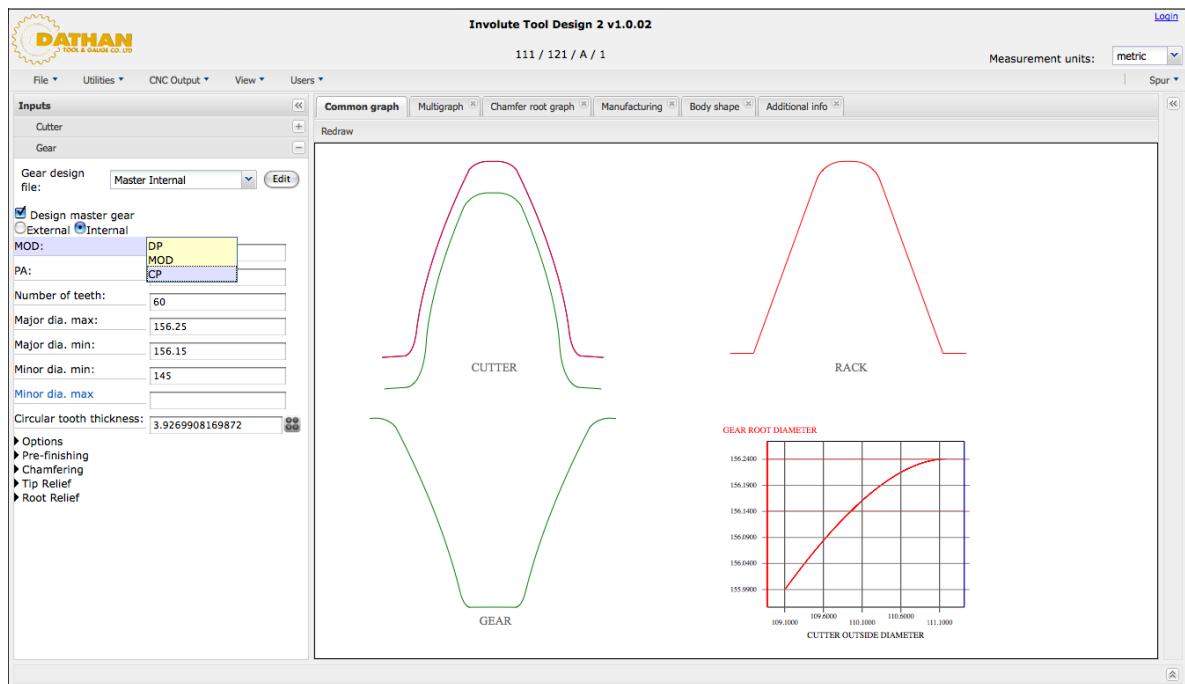 Login
DATHAN
TOOL & GAUGE CO. LTD
Involute Tool Design 2 v1.0.02
111 / 121 / A / 1
Measurement units: metric
File Utilities CNC Output View Users Spur
Inputs
Cutter
Gear
Gear design file: Master Internal Edit
Design master gear
External Internal
MOD:
DP
MOD
CP
PA:
Number of teeth: 60
Major dia. max: 156.25
Major dia. min: 156.15
Minor dia. min: 145
Minor dia. max
Circular tooth thickness: 3.9269908169872
Options
Pre-finishing
Chamfering
Tip Relief
Root Relief
Common graph Multigraph Chamfer root graph Manufacturing Body shape Additional info
Redraw
CUTTER
RACK
GEAR
GEAR ROOT DIAMETER
156.2400
156.1900
156.1400
156.0900
156.0400
155.9900
109.1000 109.6000 110.1000 110.6000 111.1000
CUTTER OUTSIDE DIAMETER